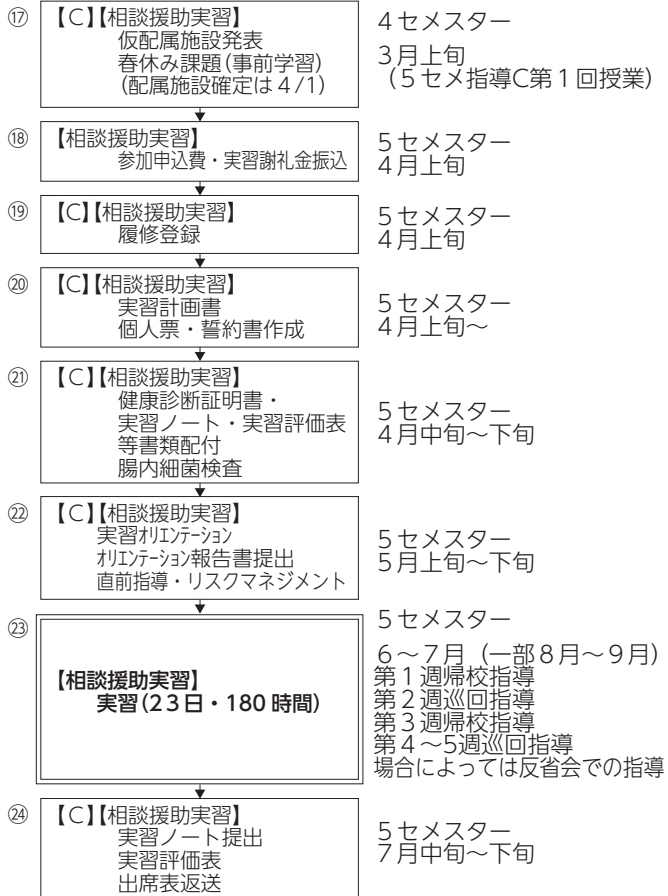 ⑰
【C】【相談援助実習】
仮配属施設発表
春休み課題(事前学習)
(配属施設確定は4/1)
4セメスター
3月上旬
(5セメ指導C第1回授業)
⑱
【相談援助実習】
参加申込費・実習謝礼金振込
5セメスター
4月上旬
⑲
【C】【相談援助実習】
履修登録
5セメスター
4月上旬
⑳
【C】【相談援助実習】
実習計画書
個人票・誓約書作成
5セメスター
4月上旬～
㉑
【C】【相談援助実習】
健康診断証明書・
実習ノート・実習評価表
等書類配付
腸内細菌検査
5セメスター
4月中旬～下旬
㉒
【C】【相談援助実習】
実習オリエンテーション
オリエンテーション報告書提出
直前指導・リスクマネジメント
5セメスター
5月上旬～下旬
㉓
【相談援助実習】
実習(23日・180時間)
5セメスター
6～7月(一部8月～9月)
第1週帰校指導
第2週巡回指導
第3週帰校指導
第4～5週巡回指導
場合によっては反省会での指導
㉔
【C】【相談援助実習】
実習ノート提出
実習評価表
出席表返送
5セメスター
7月中旬～下旬